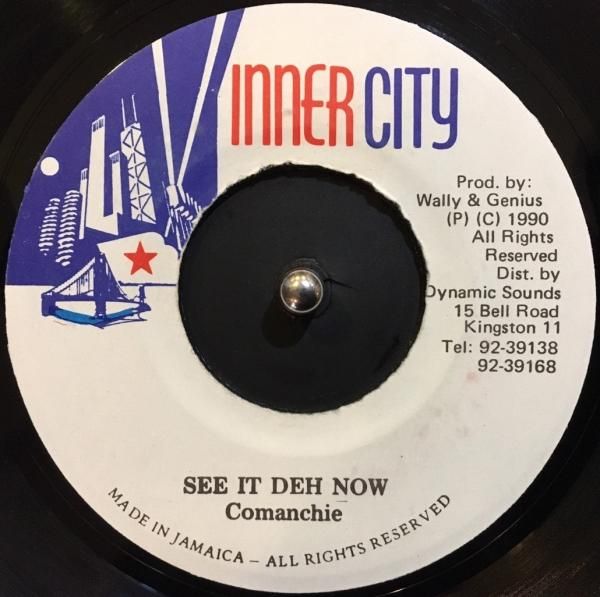 INNER CITY
Prod. by:
Wally & Genius
(P) (C) 1990
All Rights
Reserved
Dist. by
Dynamic Sounds
15 Bell Road
Kingston 11
Tel: 92-39138
92-39168
SEE IT DEH NOW
Comanchie
MADE IN JAMAICA – ALL RIGHTS RESERVED